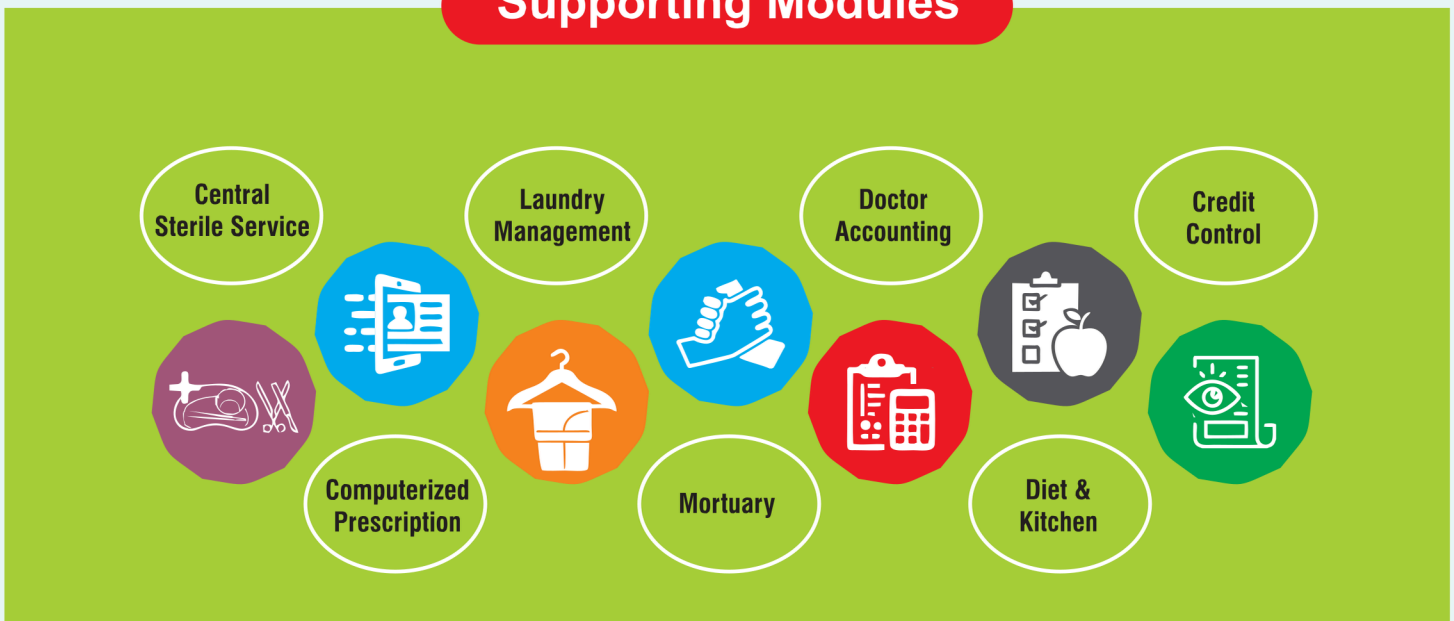 Supporting Modules
Central
Sterile Service
Laundry
Management
Doctor
Accounting
Credit
Control
Computerized
Prescription
Mortuary
Diet &
Kitchen